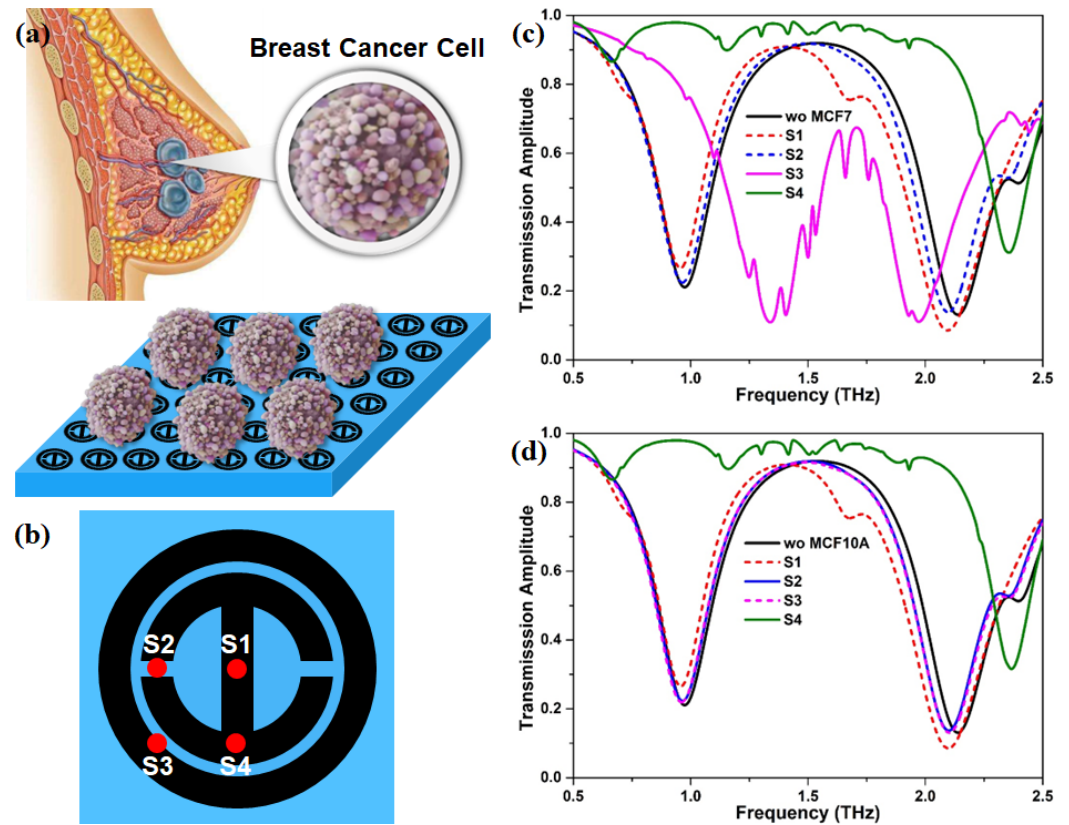 (a)
Breast Cancer Cell
(b)
S2
S1
S3
S4
(c)
Transmisssion Amplitude
1.0
0.8
0.6
0.4
0.2
0.0
wo MCF7
S1
S2
S3
S4
0.5
1.0
1.5
2.0
2.5
Frequency (THz)
(d)
Transmisssion Amplitude
1.0
0.8
0.6
0.4
0.2
0.0
wo MCF10A
S1
S2
S3
S4
0.5
1.0
1.5
2.0
2.5
Frequency (THz)